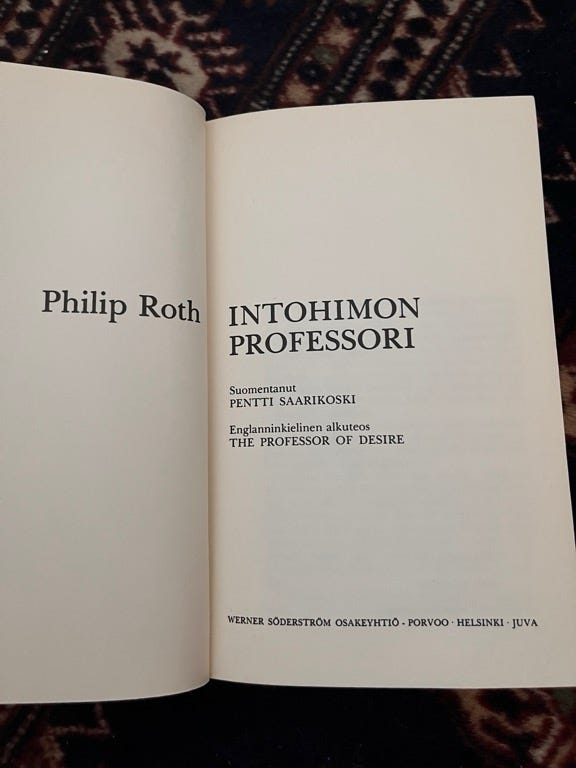 Philip Roth
INTOHIMON
PROFESSORI
Suomentanut
PENTTI SAARIKOSKI
Englanninkielinen alkuteos
THE PROFESSOR OF DESIRE
WERNER SÖDERSTRÖM OSAKEYHTIÖ - PORVOO · HELSINKI · JUVA